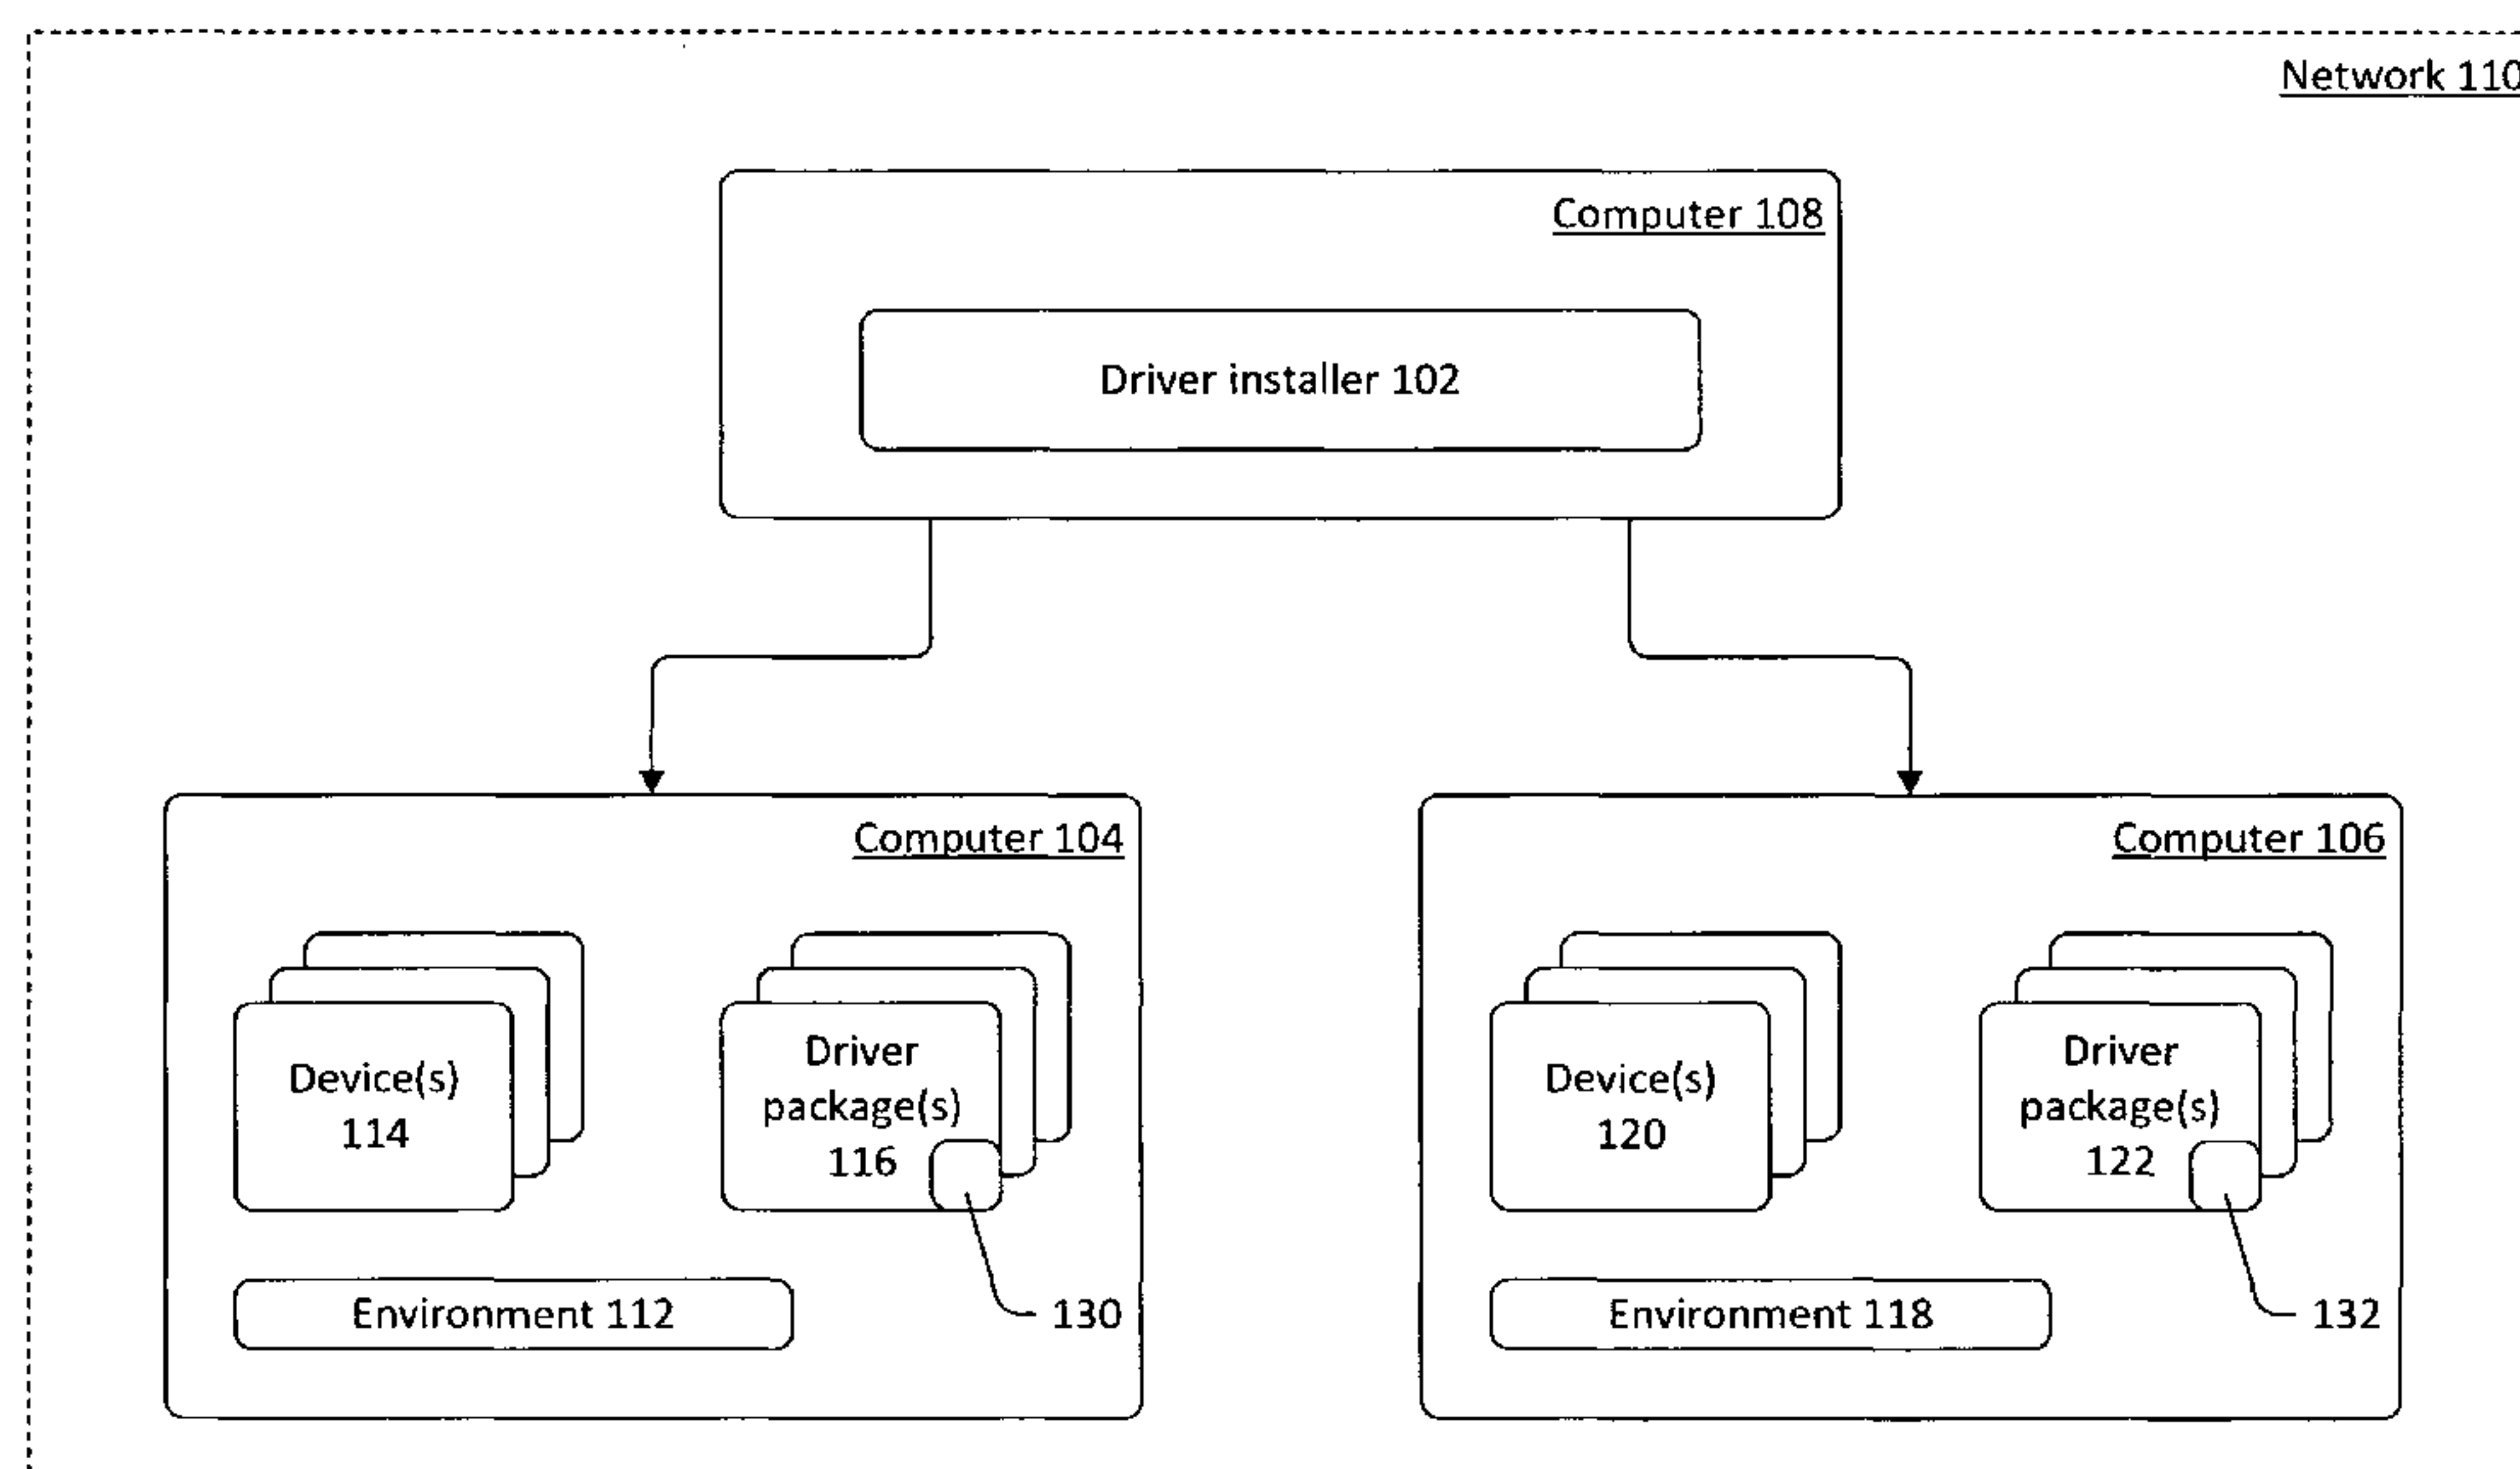 Network 110
Computer 108
Driver installer 102
Computer 104
Device(s)
114
Driver
package(s)
116
Environment 112
130
Computer 106
Device(s)
120
Driver
package(s)
122
Environment 118
132